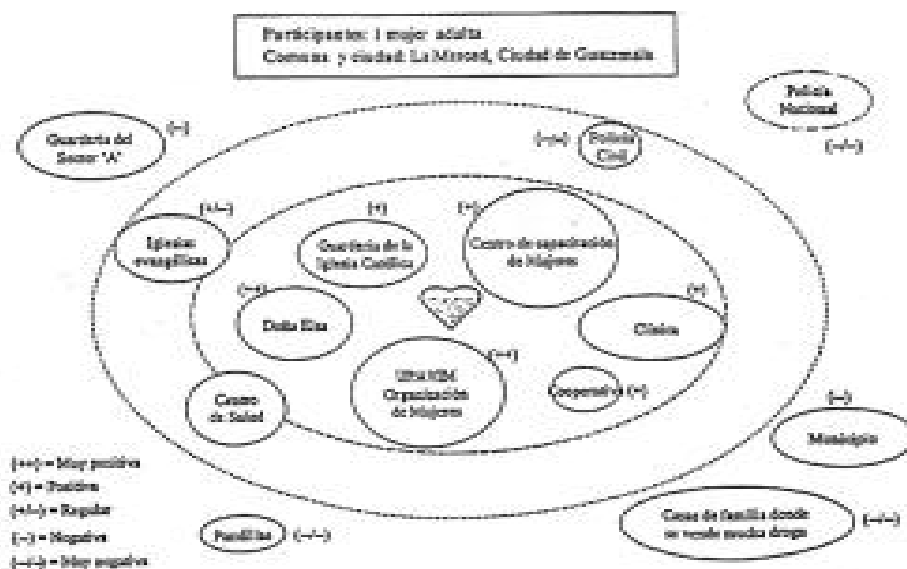 Participantes: 1 mujer adulta
Comuna y ciudad: La Merced, Ciudad de Guatemala
Policía
Nacional
(--/--)
Guardería del
Sector "A"
(--)
Policía
Civil
Iglesias
evangélicas
(+/--)
Guardería de la
Iglesia Católica
(+)
Centro de capacitación
de Mujeres
(+)
Doña Elsa
(++)
Clínica
(+)
Organización
de Mujeres
(++)
Cooperativa (+)
Centro
de Salud
Municipio
(--)
Casas de familia donde
se vende mucha droga
(--/--)
Pandillas
(--/--)
(++) = Muy positiva
(+) = Positiva
(+/--) = Regular
(--) = Negativa
(--/--) = Muy negativa